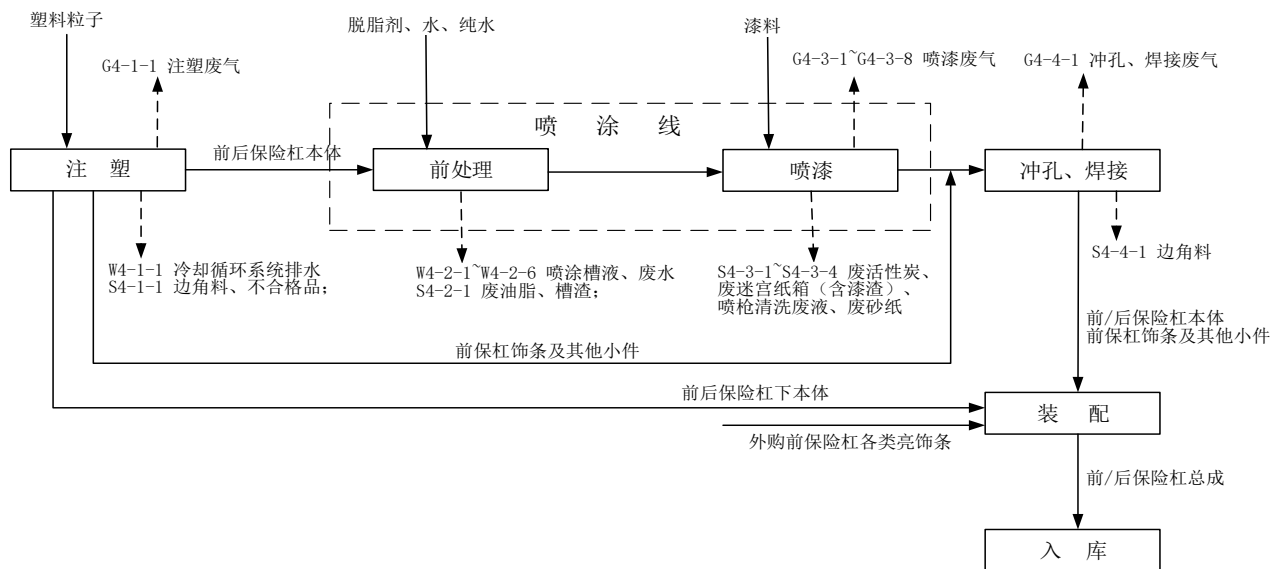 塑料粒子
脱脂剂、水、纯水
漆料
G4-1-1 注塑废气
G4-3-1~G4-3-8 喷漆废气
G4-4-1 冲孔、焊接废气
喷 涂 线
注 塑
前后保险杠本体
前处理
喷漆
冲孔、焊接
W4-1-1 冷却循环系统排水
S4-1-1 边角料、不合格品；
W4-2-1~W4-2-6 喷涂槽液、废水
S4-2-1 废油脂、槽渣；
S4-3-1~S4-3-4 废活性炭、
废迷宫纸箱（含漆渣）、
喷枪清洗废液、废砂纸
S4-4-1 边角料
前/后保险杠本体
前保杠饰条及其他小件
前保杠饰条及其他小件
前后保险杠下本体
装 配
外购前保险杠各类亮饰条
前/后保险杠总成
入 库